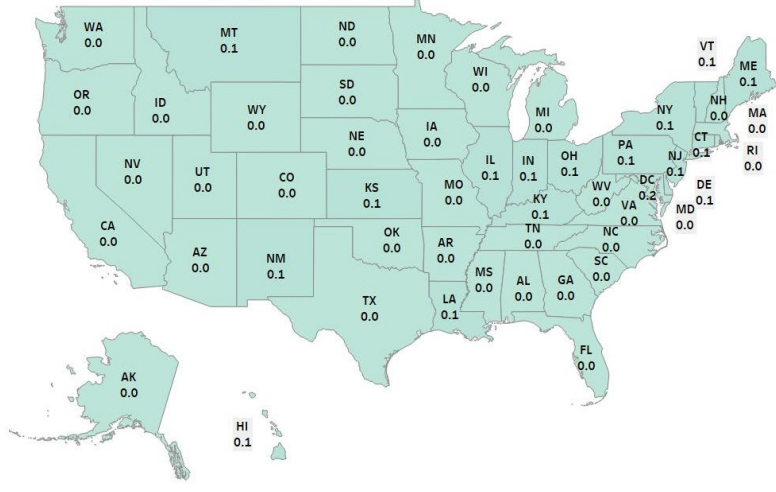 WA
0.0
MT
0.1
ND
0.0
MN
0.0
VT
0.1
ME
0.1
OR
0.0
ID
0.0
SD
0.0
WI
0.0
MI
0.0
NY
0.1
NH
0.0
MA
0.0
WY
0.0
IA
0.0
NE
0.0
CT
0.1
RI
0.0
PA
0.1
NJ
0.1
NV
0.0
UT
0.0
CO
0.0
IL
0.1
IN
0.1
OH
0.1
KS
0.1
MO
0.0
KY
0.1
WV
0.0
DC
0.2
DE
0.1
VA
0.0
MD
0.0
CA
0.0
AZ
0.0
NM
0.1
OK
0.0
AR
0.0
TN
0.0
NC
0.0
SC
0.0
TX
0.0
LA
0.1
MS
0.0
AL
0.0
GA
0.0
FL
0.0
AK
0.0
HI
0.1